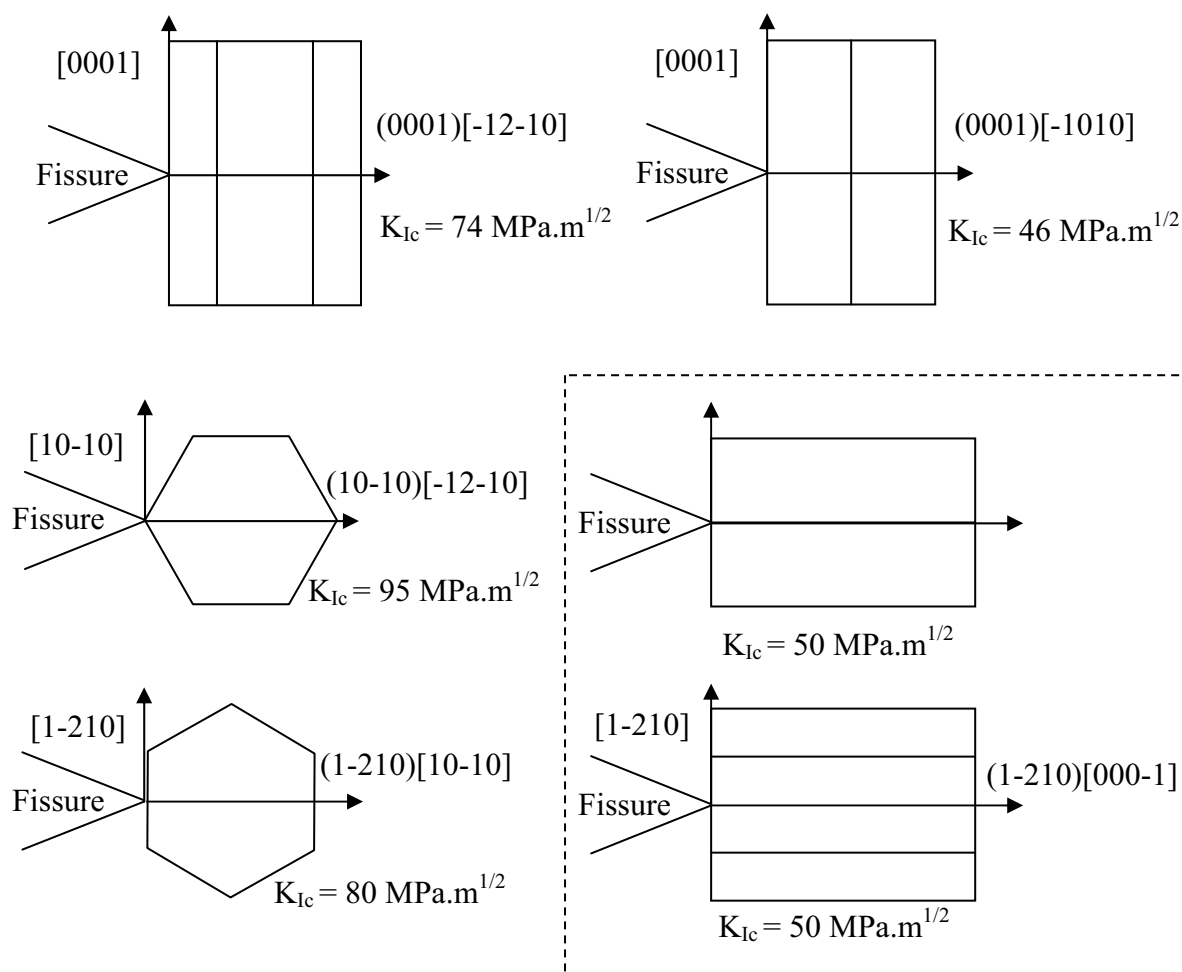 [0001]
(0001)[-12-10]
Fissure
K_Ic = 74 MPa.m^1/2
[0001]
(0001)[-1010]
Fissure
K_Ic = 46 MPa.m^1/2
[10-10]
(10-10)[-12-10]
Fissure
K_Ic = 95 MPa.m^1/2
Fissure
K_Ic = 50 MPa.m^1/2
[1-210]
(1-210)[10-10]
Fissure
K_Ic = 80 MPa.m^1/2
[1-210]
(1-210)[000-1]
Fissure
K_Ic = 50 MPa.m^1/2